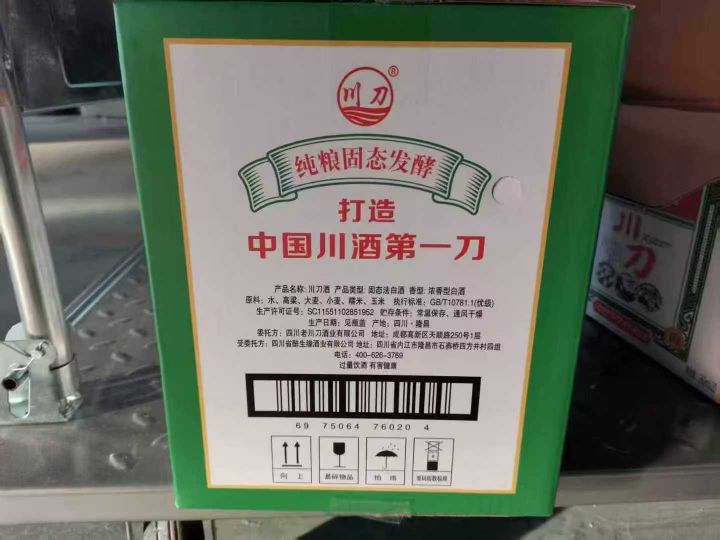 川刀®
纯粮固态发酵
打造
中国川酒第一刀
产品名称: 川刀酒 产品类型: 固态法白酒 香型: 浓香型白酒
原料: 水、高粱、大麦、小麦、糯米、玉米 执行标准: GB/T10781.1(优级)
生产许可证号: SC11551102851952 贮存条件: 常温保存、通风干燥
生产日期: 见瓶盖 产地: 四川·隆昌
委托方: 四川老川刀酒业有限公司 地址: 成都高新区天顺路250号1层
受委托方: 四川省醉生缘酒业有限公司 地址: 四川省内江市隆昌市石燕桥四方井村四组
电话: 400-626-3769
过量饮酒 有害健康
6975064760204
向上 易碎物品 怕雨
川
刀